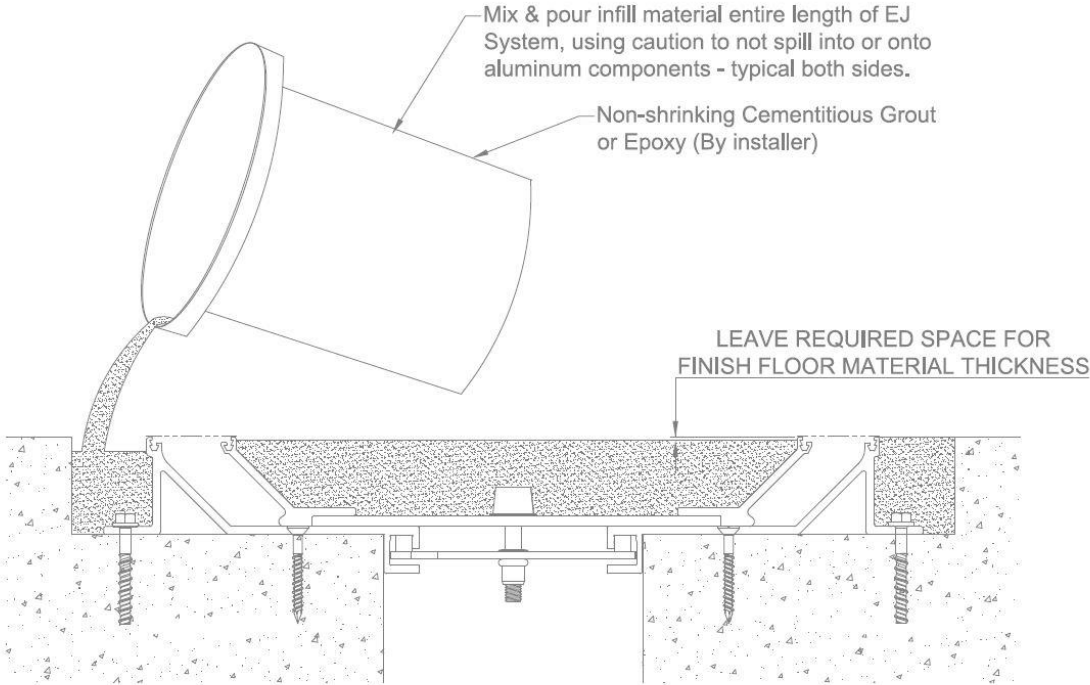 Mix & pour infill material entire length of EJ
System, using caution to not spill into or onto
aluminum components - typical both sides.
Non-shrinking Cementitious Grout
or Epoxy (By installer)
LEAVE REQUIRED SPACE FOR
FINISH FLOOR MATERIAL THICKNESS